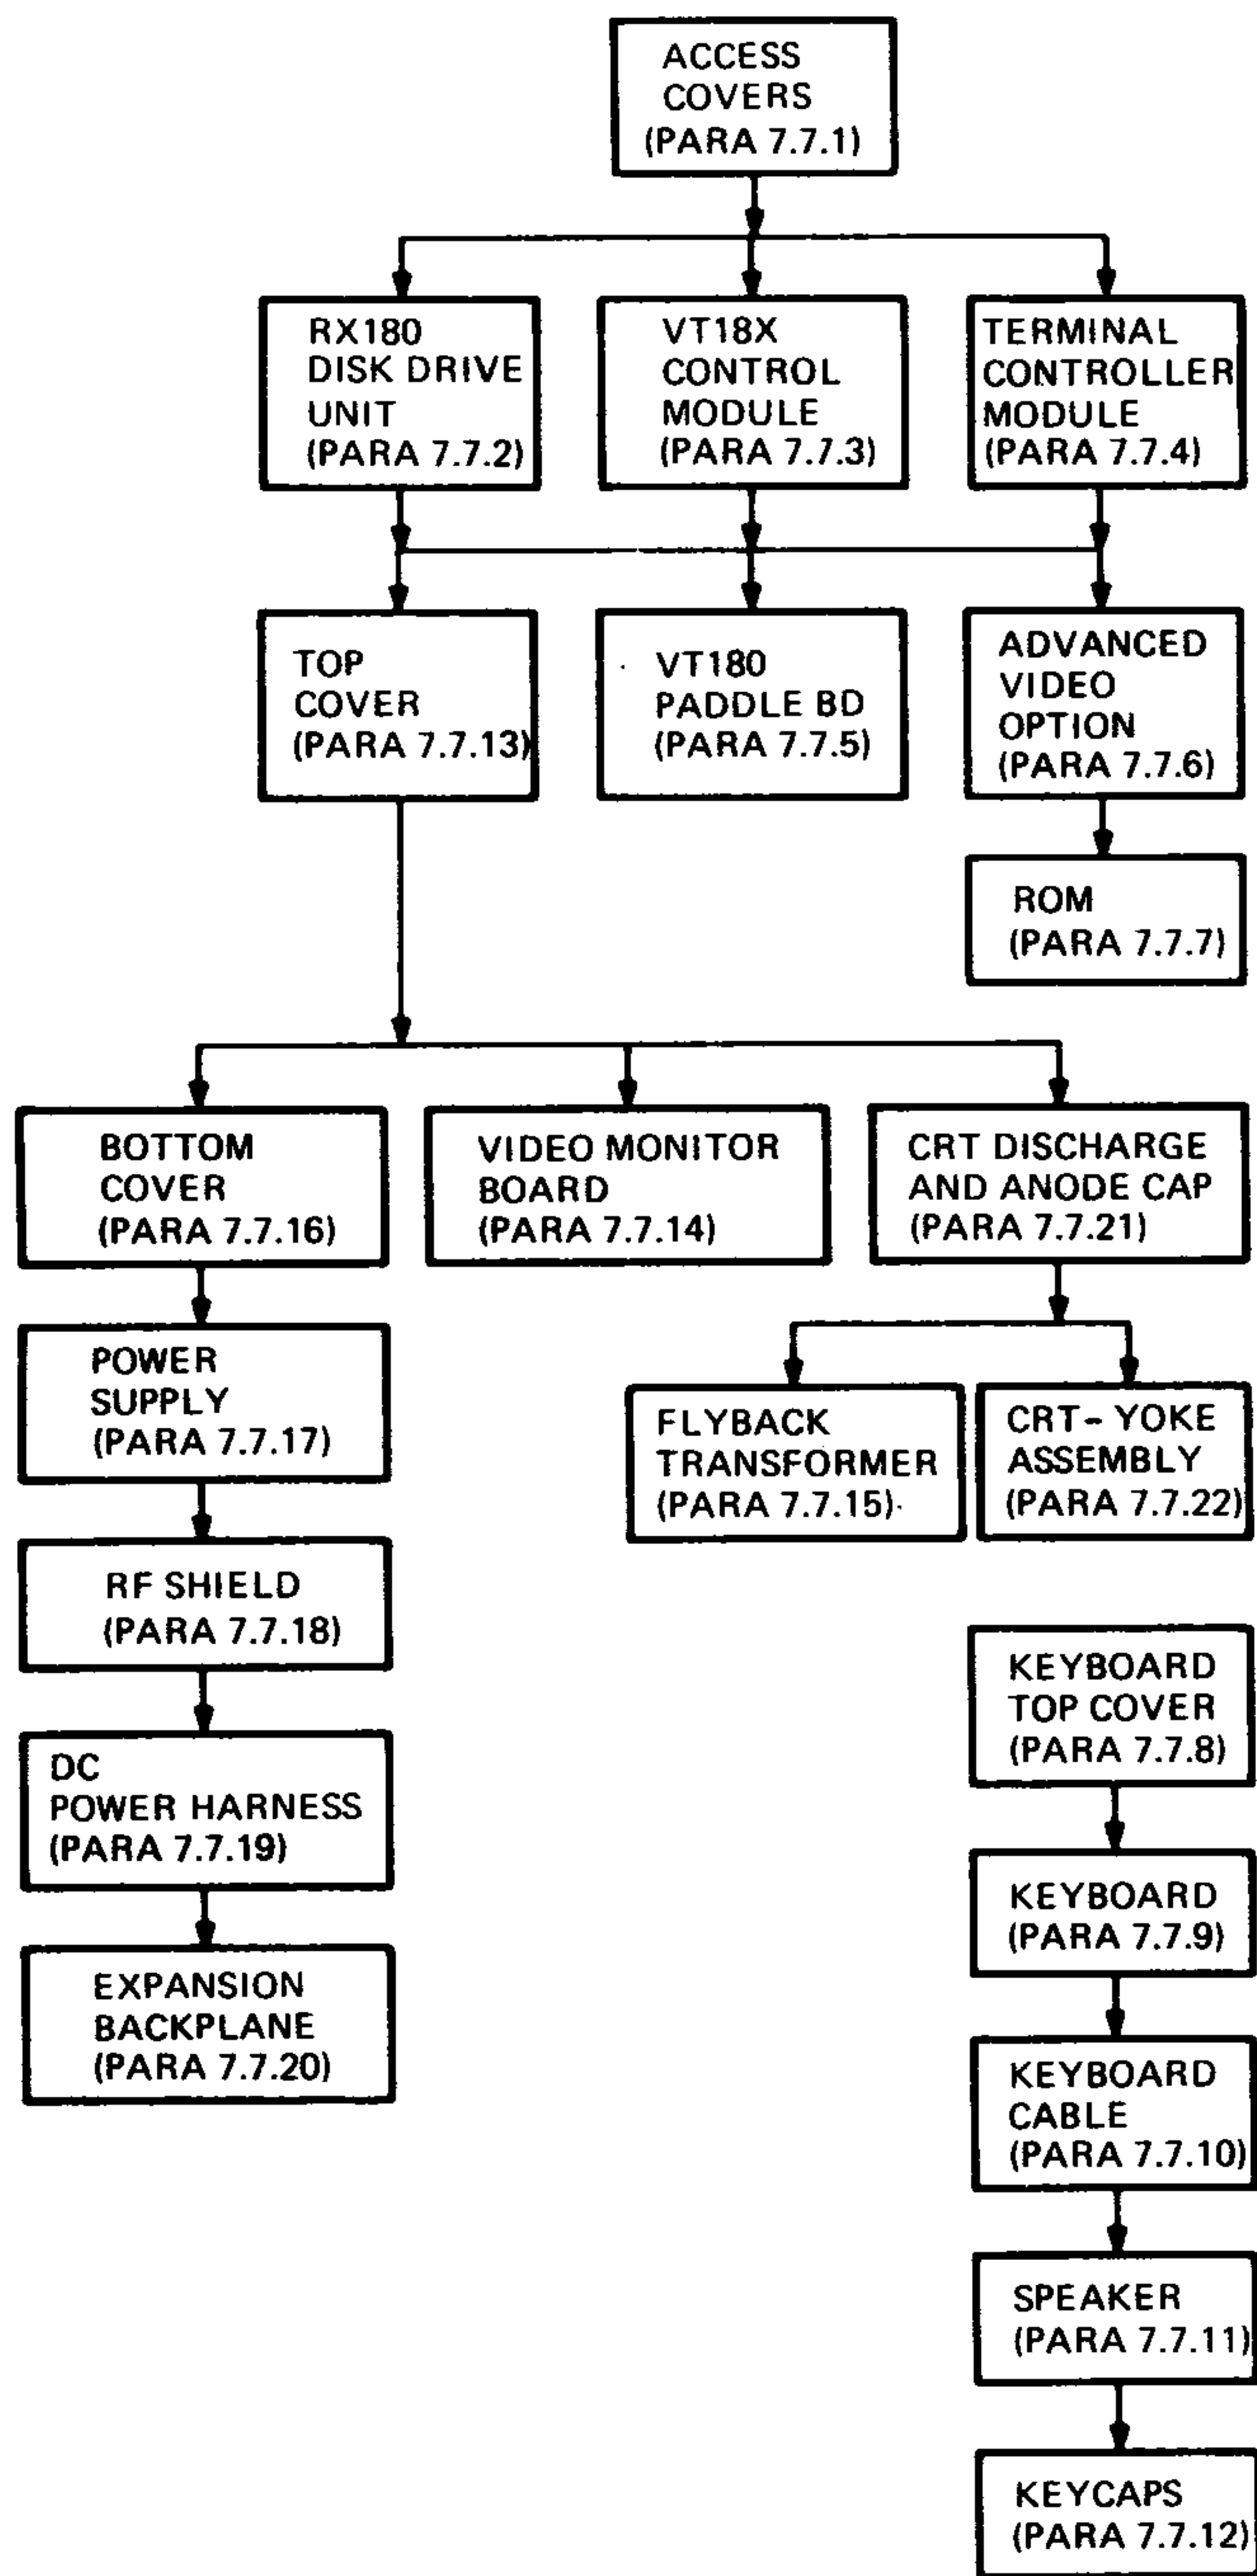 ACCESS
COVERS
(PARA 7.7.1)
RX180
DISK DRIVE
UNIT
(PARA 7.7.2)
VT18X
CONTROL
MODULE
(PARA 7.7.3)
TERMINAL
CONTROLLER
MODULE
(PARA 7.7.4)
TOP
COVER
(PARA 7.7.13)
VT180
PADDLE BD
(PARA 7.7.5)
ADVANCED
VIDEO
OPTION
(PARA 7.7.6)
ROM
(PARA 7.7.7)
BOTTOM
COVER
(PARA 7.7.16)
VIDEO MONITOR
BOARD
(PARA 7.7.14)
CRT DISCHARGE
AND ANODE CAP
(PARA 7.7.21)
POWER
SUPPLY
(PARA 7.7.17)
FLYBACK
TRANSFORMER
(PARA 7.7.15)
CRT- YOKE
ASSEMBLY
(PARA 7.7.22)
RF SHIELD
(PARA 7.7.18)
DC
POWER HARNESS
(PARA 7.7.19)
EXPANSION
BACKPLANE
(PARA 7.7.20)
KEYBOARD
TOP COVER
(PARA 7.7.8)
KEYBOARD
(PARA 7.7.9)
KEYBOARD
CABLE
(PARA 7.7.10)
SPEAKER
(PARA 7.7.11)
KEYCAPS
(PARA 7.7.12)